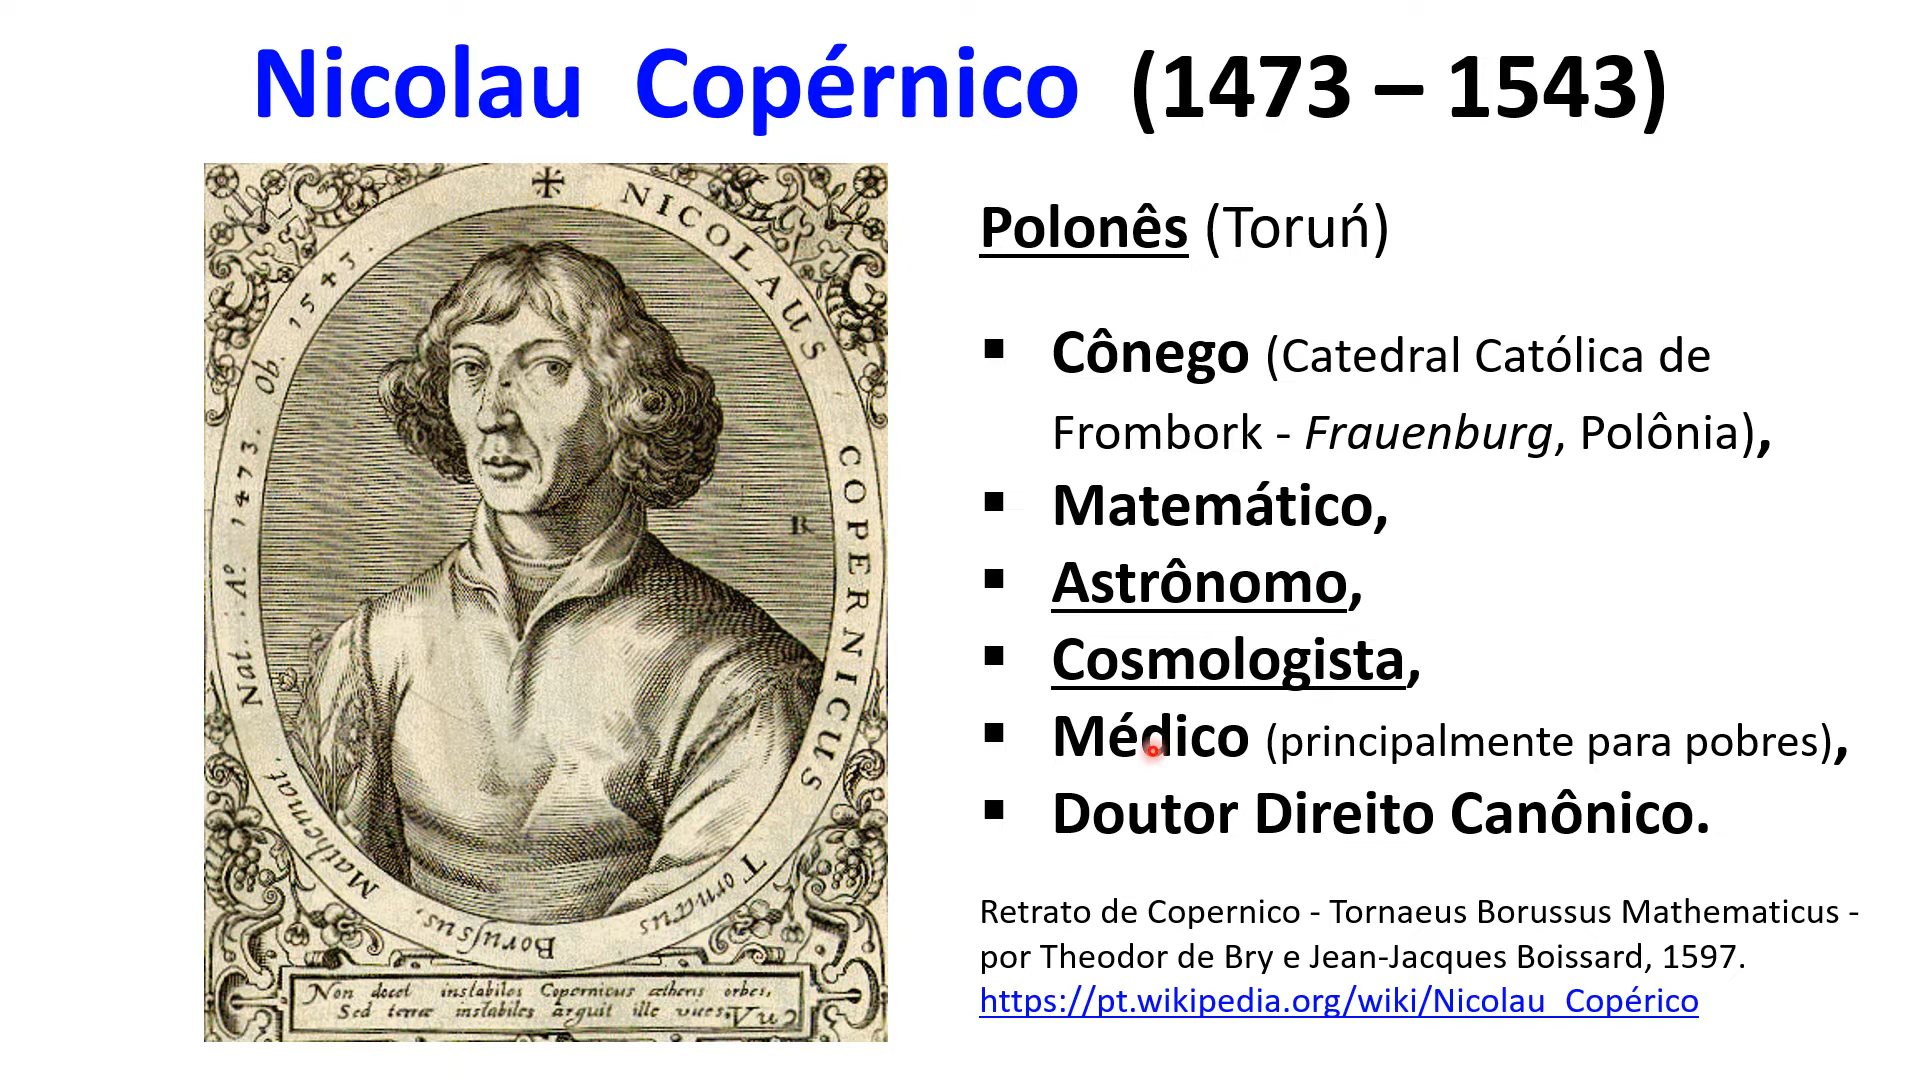 Nicolau Copérnico (1473 – 1543)
NICOLAUS COPERNICUS
Tornæus Borussus, Mathemat.
Nat. Aº. 1473. Ob. 1543
R
Non docet instabiles Copernicus ætheris orbes,
Sed terræ instabiles arguit ille vices.
Polonês (Toruń)
▪ Cônego (Catedral Católica de
Frombork - Frauenburg, Polônia),
▪ Matemático,
▪ Astrônomo,
▪ Cosmologista,
▪ Médico (principalmente para pobres),
▪ Doutor Direito Canônico.
Retrato de Copernico - Tornaeus Borussus Mathematicus -
por Theodor de Bry e Jean-Jacques Boissard, 1597.
https://pt.wikipedia.org/wiki/Nicolau_Copérico